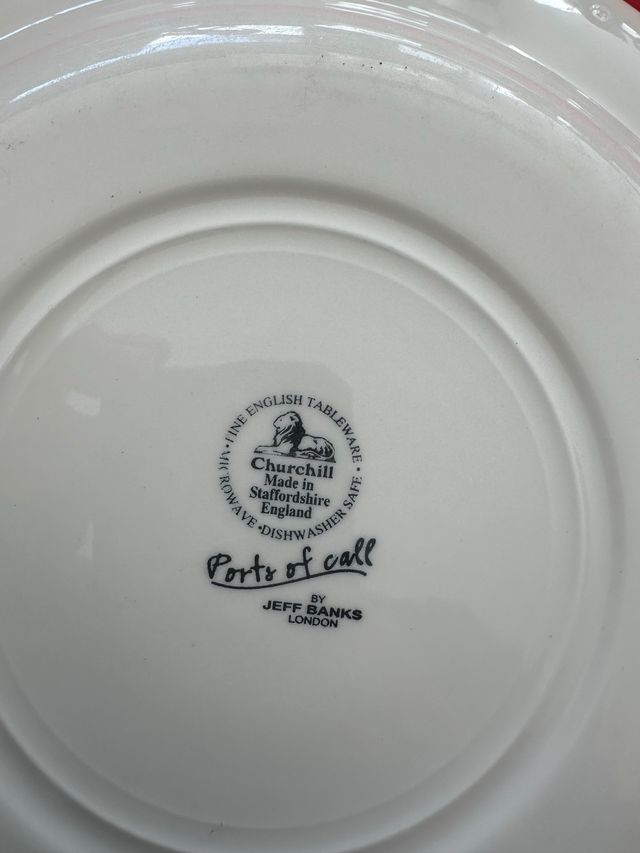 FINE ENGLISH TABLEWARE •
Churchill
Made in
Staffordshire
England
MICROWAVE • DISHWASHER SAFE •
Ports of call
BY
JEFF BANKS
LONDON